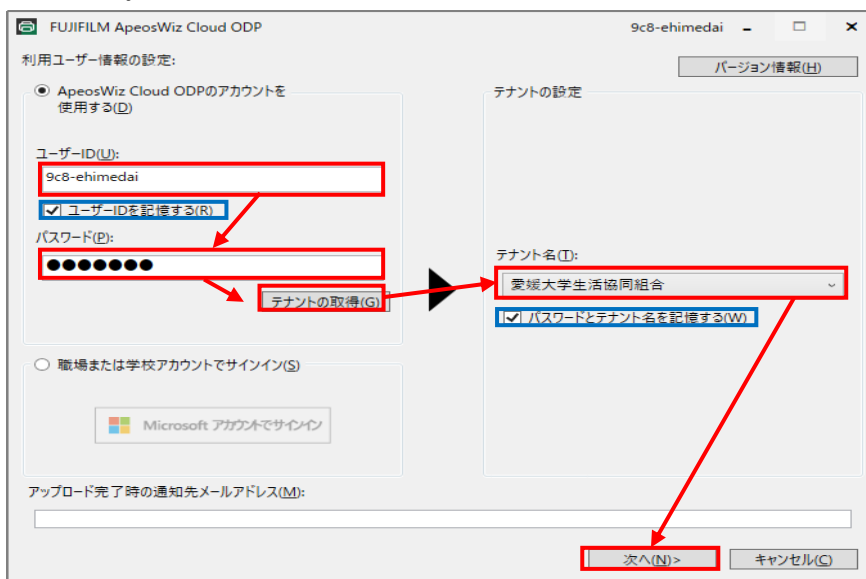 FUJIFILM ApeosWiz Cloud ODP
9c8-ehimedai
利用ユーザー情報の設定:
バージョン情報(H)
ApeosWiz Cloud ODPのアカウントを
使用する(D)
ユーザーID(U):
9c8-ehimedai
ユーザーIDを記憶する(R)
パスワード(P):
●●●●●●●
テナントの取得(G)
職場または学校アカウントでサインイン(S)
Microsoft アカウントでサインイン
テナントの設定
テナント名(T):
愛媛大学生活協同組合
パスワードとテナント名を記憶する(W)
アップロード完了時の通知先メールアドレス(M):
次へ(N)>
キャンセル(C)